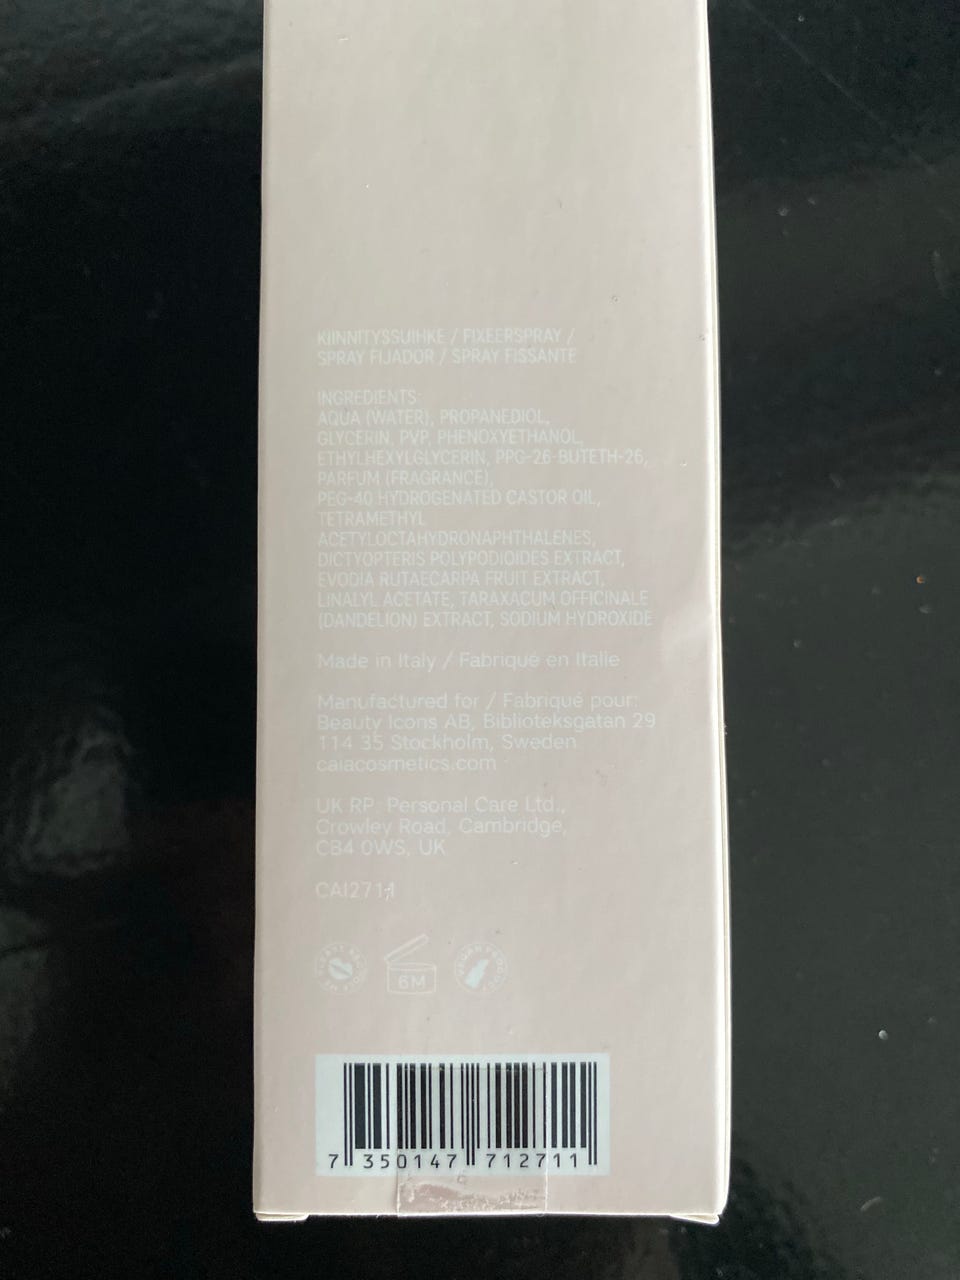 KIINNITYSSUIHKE / FIXEERSPRAY /
SPRAY FIJADOR / SPRAY FISSANTE
INGREDIENTS:
AQUA (WATER), PROPANEDIOL,
GLYCERIN, PVP, PHENOXYETHANOL,
ETHYLHEXYLGLYCERIN, PPG-26-BUTETH-26,
PARFUM (FRAGRANCE),
PEG-40 HYDROGENATED CASTOR OIL,
TETRAMETHYL
ACETYLOCTAHYDRONAPHTHALENES,
DICTYOPTERIS POLYPODIOIDES EXTRACT,
EVODIA RUTAECARPA FRUIT EXTRACT,
LINALYL ACETATE, TARAXACUM OFFICINALE
(DANDELION) EXTRACT, SODIUM HYDROXIDE
Made in Italy / Fabriqué en Italie
Manufactured for / Fabriqué pour:
Beauty Icons AB, Biblioteksgatan 29
114 35 Stockholm, Sweden
caiacosmetics.com
UK RP: Personal Care Ltd.,
Crowley Road, Cambridge,
CB4 0WS, UK
CAI2711
6M
VEGAN PRODUCT
7 350147 712711